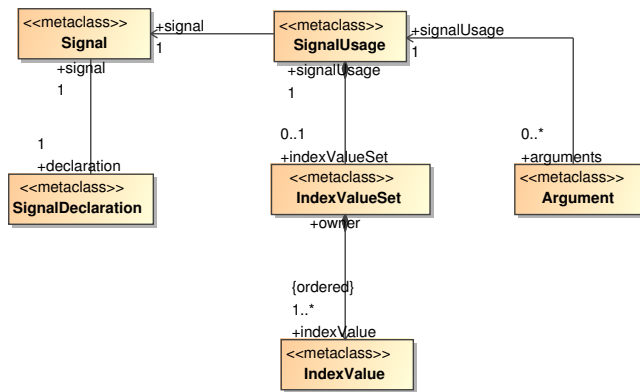 <<metaclass>>
Signal
+signal
1
<<metaclass>>
SignalUsage
+signalUsage
1
+signal
1
+signalUsage
1
1
+declaration
0..1
+indexValueSet
0..*
+arguments
<<metaclass>>
SignalDeclaration
<<metaclass>>
IndexValueSet
<<metaclass>>
Argument
+owner
{ordered}
1..*
+indexValue
<<metaclass>>
IndexValue